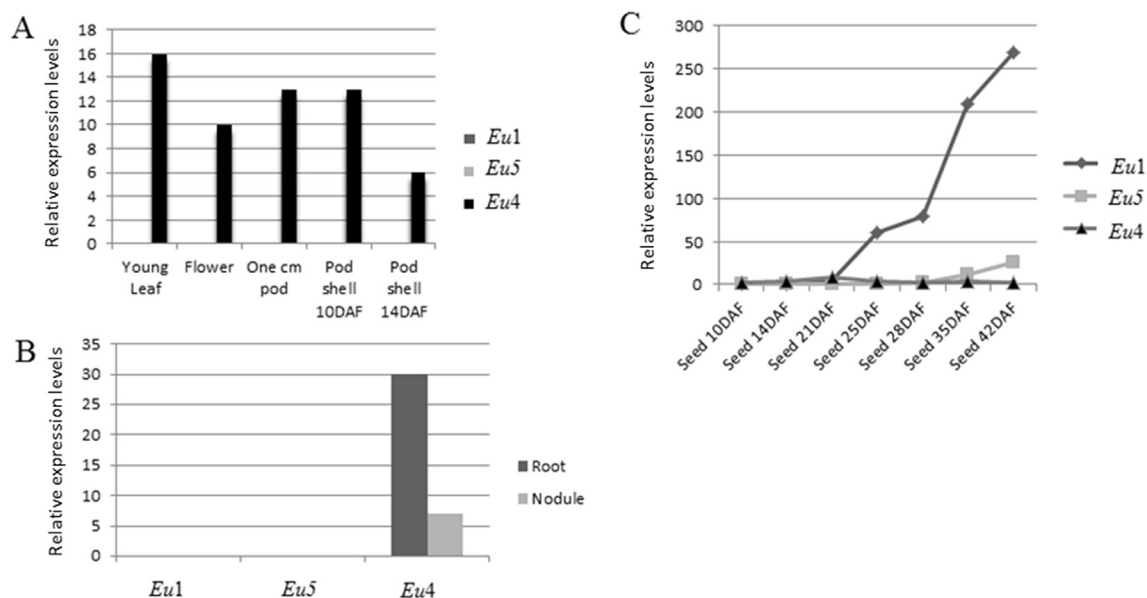 A
Relative expression levels
18
16
14
12
10
8
6
4
2
0
Young
Leaf
Flower
One cm
pod
Pod
shell
10DAF
Pod
shell
14DAF
Eu1
Eu5
Eu4
B
Relative expression levels
35
30
25
20
15
10
5
0
Eu1
Eu5
Eu4
Root
Nodule
C
Relative expression levels
300
250
200
150
100
50
0
Seed 10DAF
Seed 14DAF
Seed 21DAF
Seed 25DAF
Seed 28DAF
Seed 35DAF
Seed 42DAF
Eu1
Eu5
Eu4